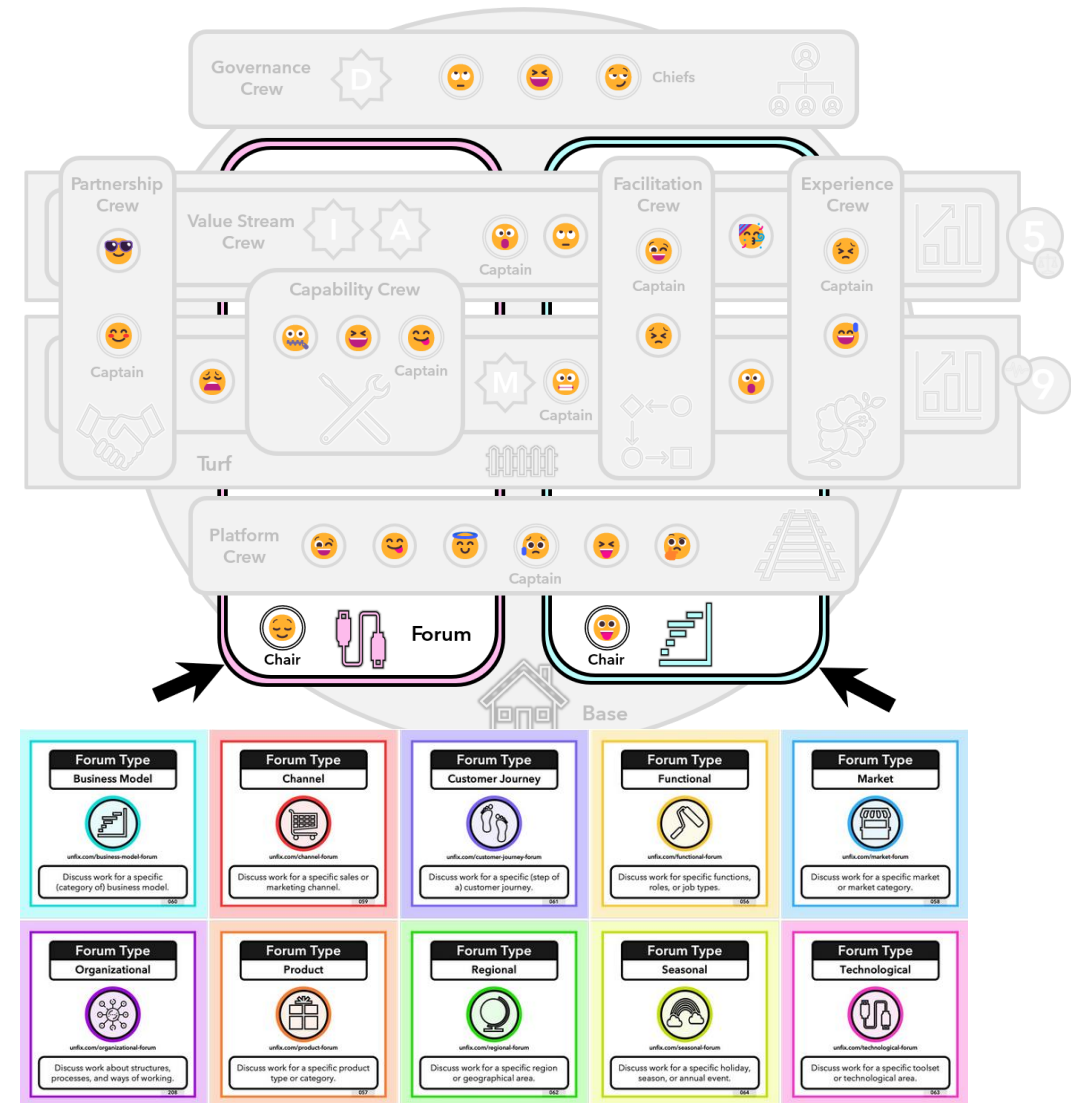 Governance
Crew
D
Chiefs
Partnership
Crew
Value Stream
Crew
I
A
Captain
Facilitation
Crew
Captain
Experience
Crew
Captain
5
Capability Crew
Captain
Captain
M
Captain
9
Turf
Platform
Crew
Captain
Chair
Forum
Chair
Base
Forum Type
Business Model
unfix.com/business-model-forum
Discuss work for a specific
(category of) business model.
060
Forum Type
Channel
unfix.com/channel-forum
Discuss work for a specific sales or
marketing channel.
059
Forum Type
Customer Journey
unfix.com/customer-journey-forum
Discuss work for a specific (step of
a) customer journey.
061
Forum Type
Functional
unfix.com/functional-forum
Discuss work for specific functions,
roles, or job types.
056
Forum Type
Market
unfix.com/market-forum
Discuss work for a specific market
or market category.
058
Forum Type
Organizational
unfix.com/organizational-forum
Discuss work about structures,
processes, and ways of working.
208
Forum Type
Product
unfix.com/product-forum
Discuss work for a specific product
type or category.
057
Forum Type
Regional
unfix.com/regional-forum
Discuss work for a specific region
or geographical area.
062
Forum Type
Seasonal
unfix.com/seasonal-forum
Discuss work for a specific holiday,
season, or annual event.
064
Forum Type
Technological
unfix.com/technological-forum
Discuss work for a specific toolset
or technological area.
063